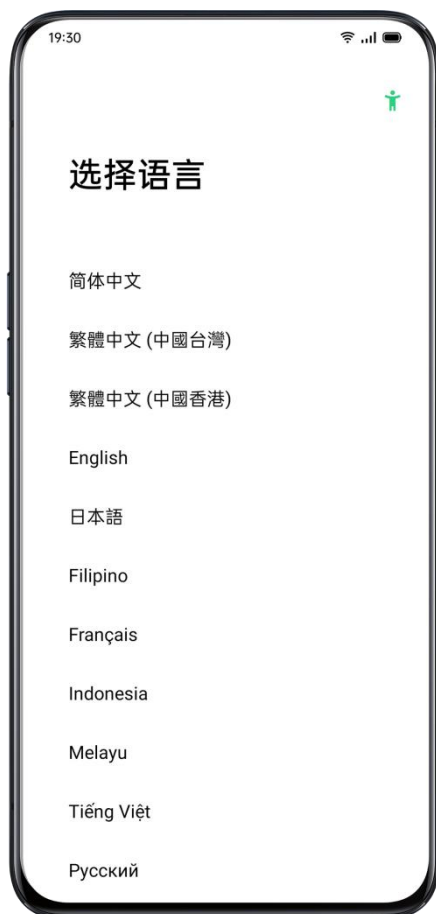 19:30
选择语言
简体中文
繁體中文 (中國台灣)
繁體中文 (中國香港)
English
日本語
Filipino
Français
Indonesia
Melayu
Tiếng Việt
Русский